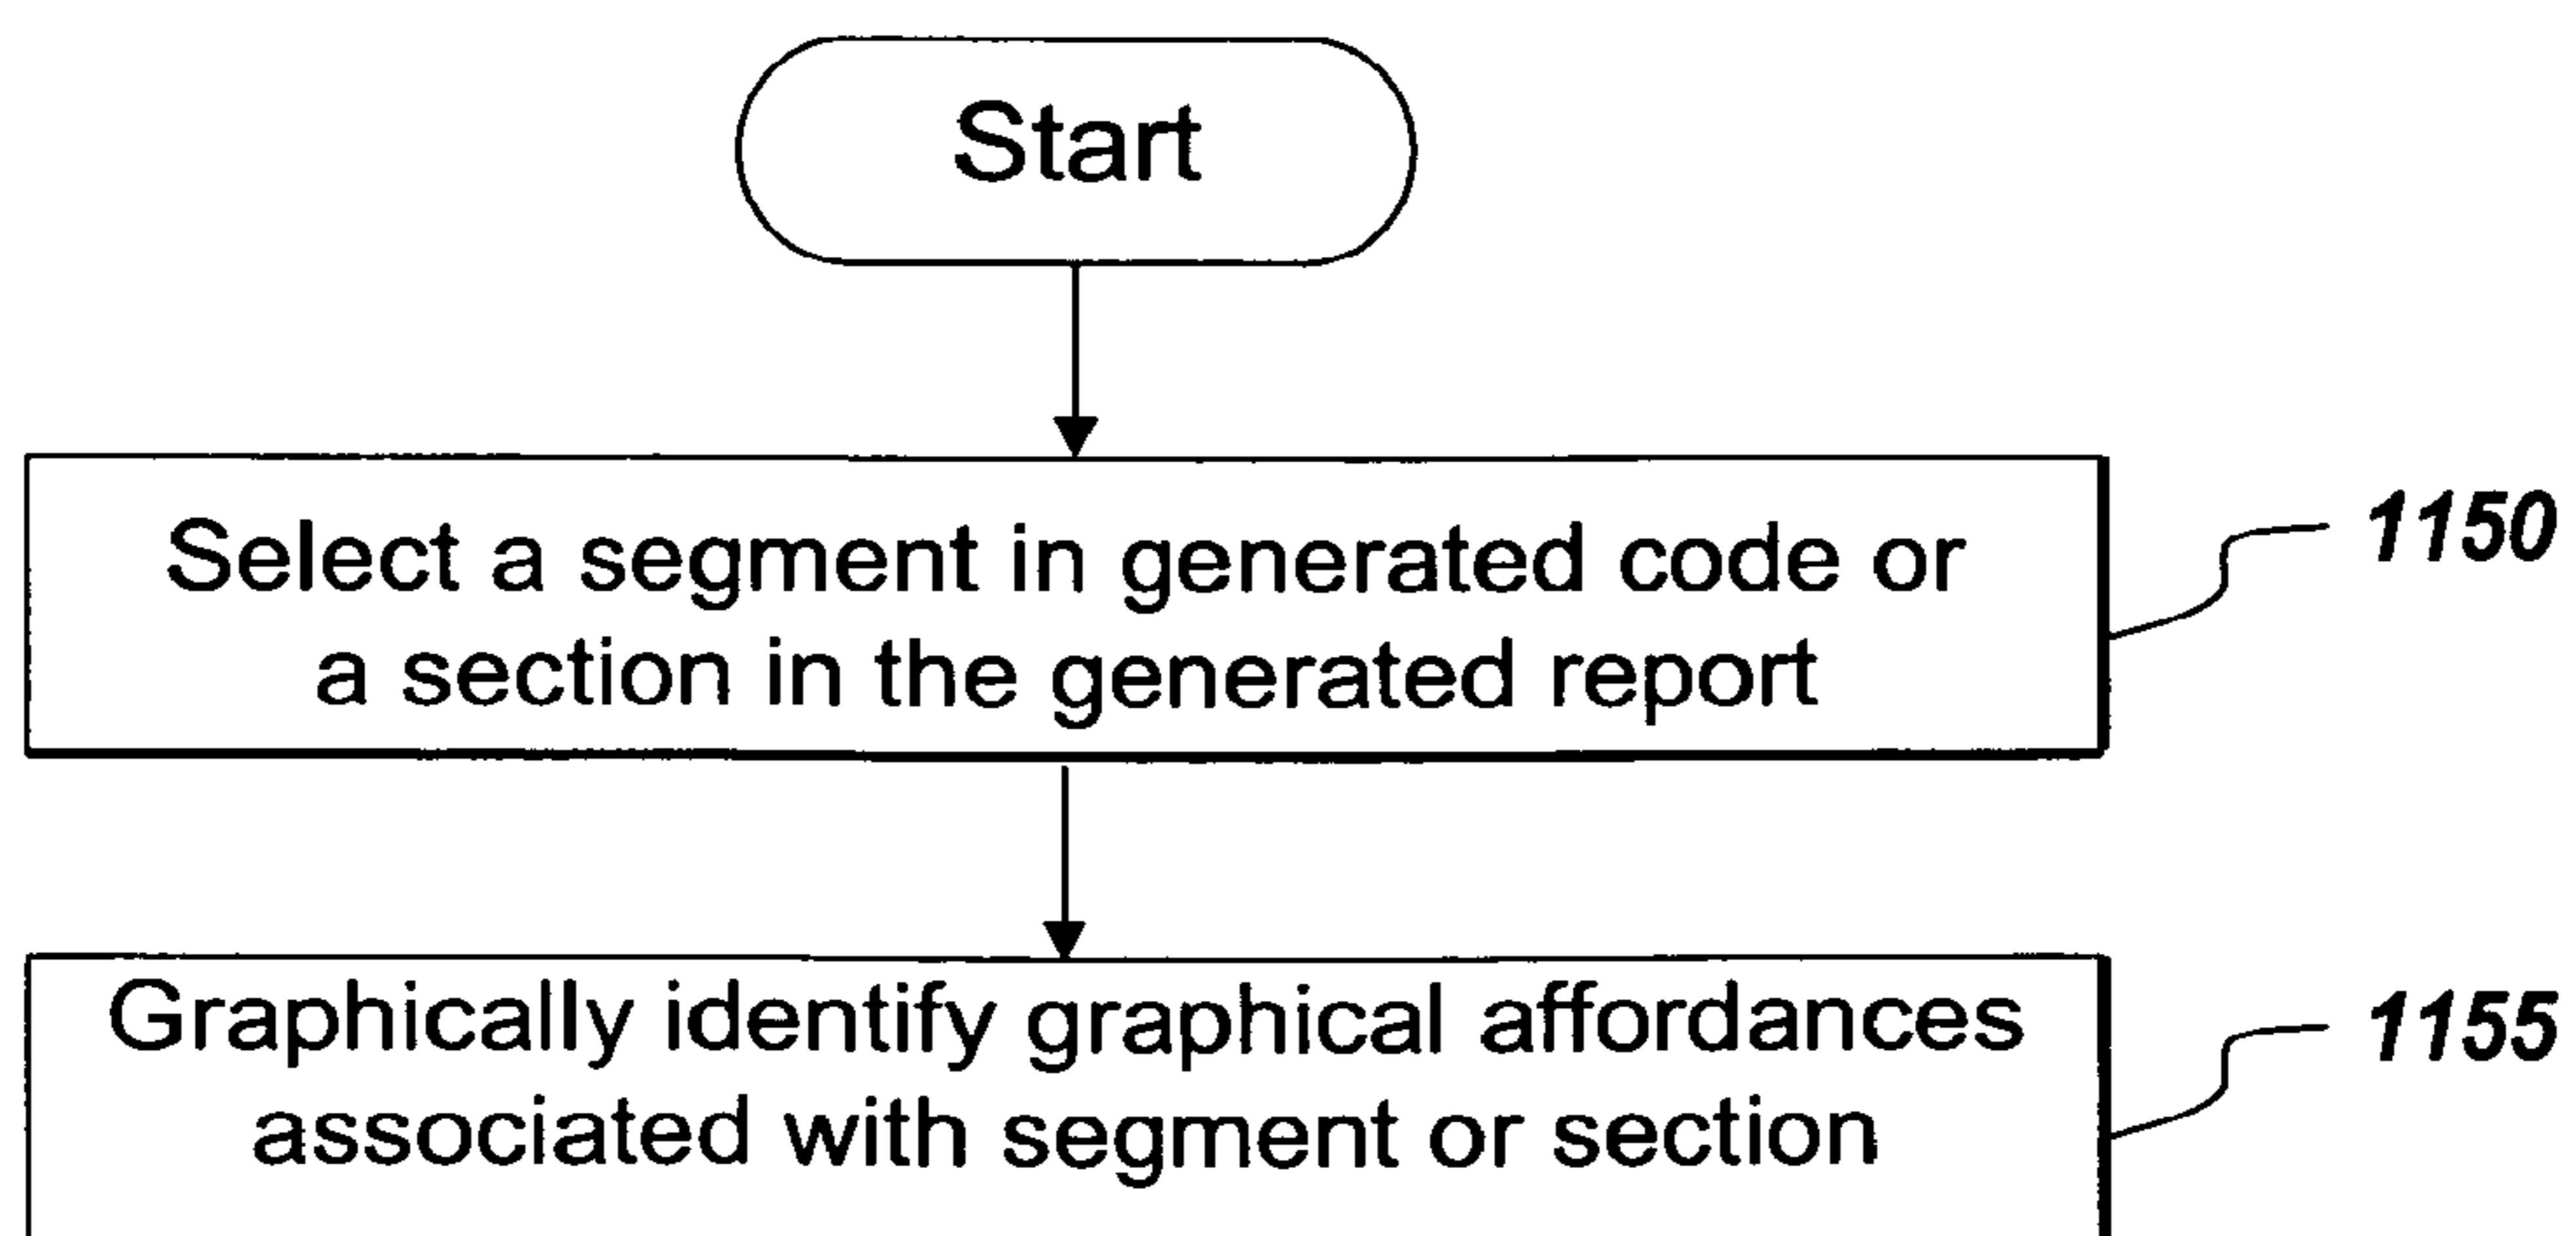 Start
Select a segment in generated code or
a section in the generated report
1150
Graphically identify graphical affordances
associated with segment or section
1155